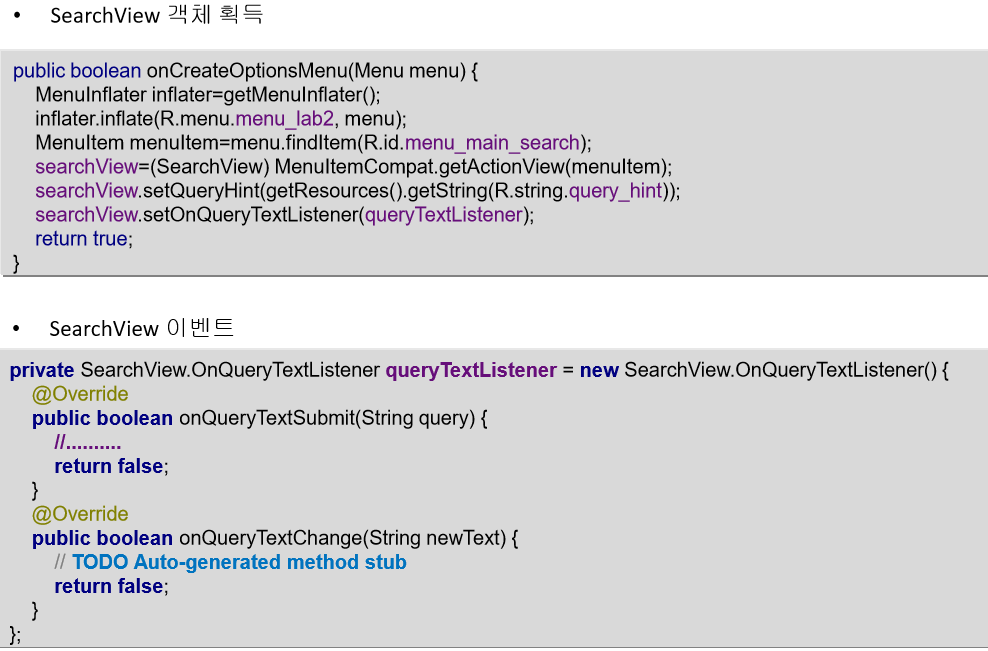 • SearchView 객체 획득
public boolean onCreateOptionsMenu(Menu menu) {
MenuInflater inflater=getMenuInflater();
inflater.inflate(R.menu.menu_lab2, menu);
MenuItem menuItem=menu.findItem(R.id.menu_main_search);
searchView=(SearchView) MenuItemCompat.getActionView(menuItem);
searchView.setQueryHint(getResources().getString(R.string.query_hint));
searchView.setOnQueryTextListener(queryTextListener);
return true;
}
• SearchView 이벤트
private SearchView.OnQueryTextListener queryTextListener = new SearchView.OnQueryTextListener() {
@Override
public boolean onQueryTextSubmit(String query) {
//..........
return false;
}
@Override
public boolean onQueryTextChange(String newText) {
// TODO Auto-generated method stub
return false;
}
};